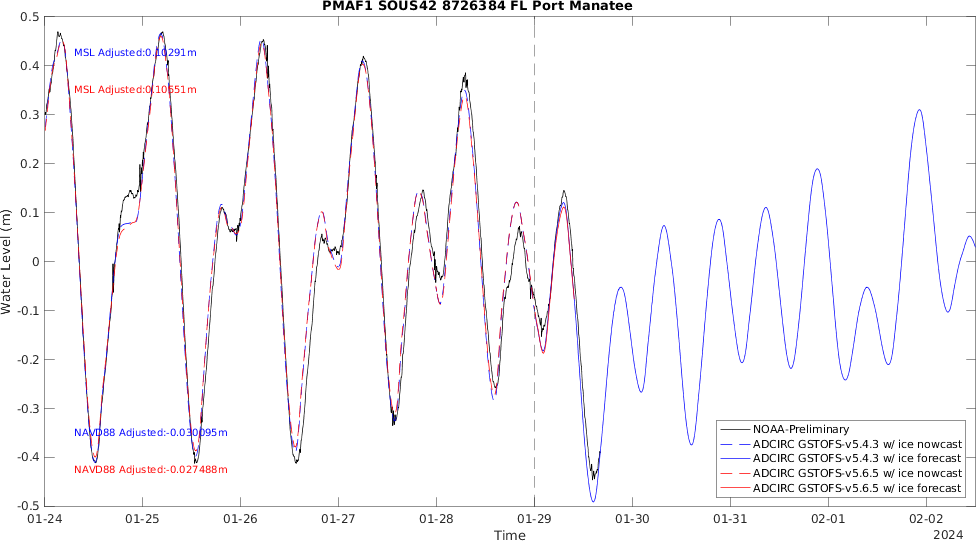 PMAF1 SOUS42 8726384 FL Port Manatee
0.5
0.4
0.3
0.2
0.1
0
-0.1
-0.2
-0.3
-0.4
-0.5
Water Level (m)
MSL Adjusted:0.10291m
MSL Adjusted:0.10651m
NAVD88 Adjusted:-0.030095m
NAVD88 Adjusted:-0.027488m
NOAA-Preliminary
ADCIRC GSTOFS-v5.4.3 w/ ice nowcast
ADCIRC GSTOFS-v5.4.3 w/ ice forecast
ADCIRC GSTOFS-v5.6.5 w/ ice nowcast
ADCIRC GSTOFS-v5.6.5 w/ ice forecast
01-24 01-25 01-26 01-27 01-28 01-29 01-30 01-31 02-01 02-02
Time
2024